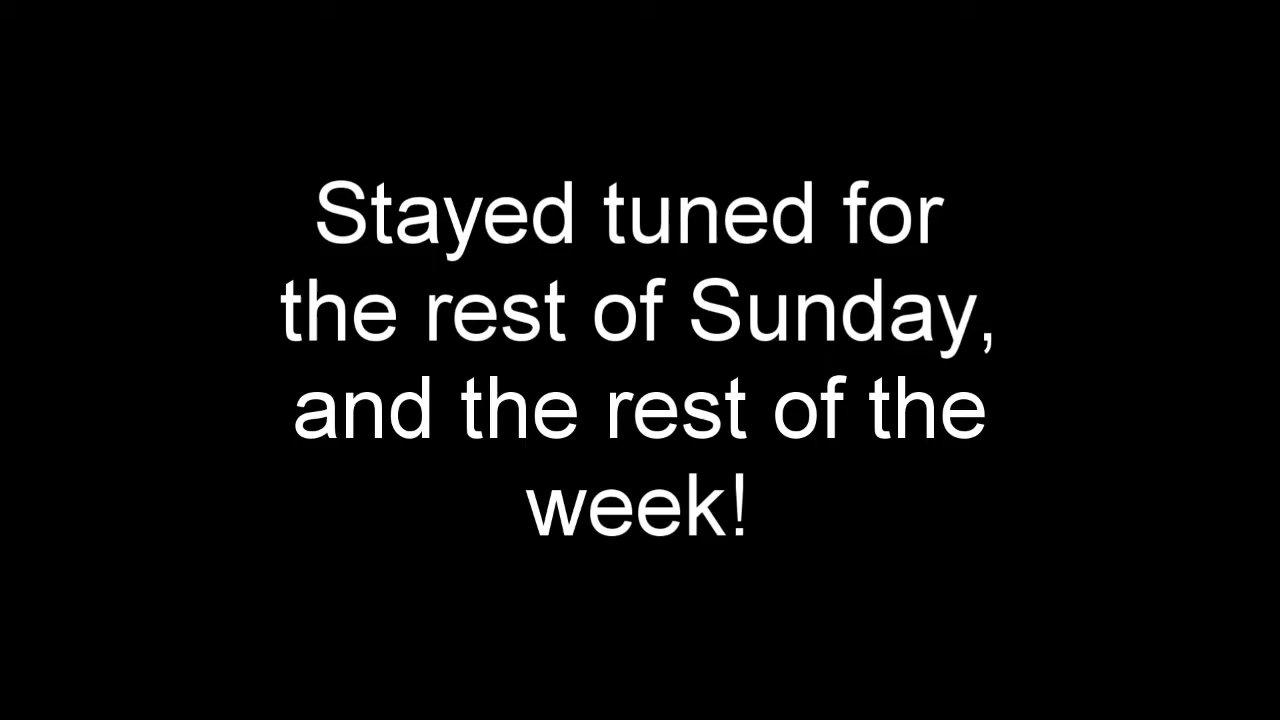 Stayed tuned for
the rest of Sunday,
and the rest of the
week!